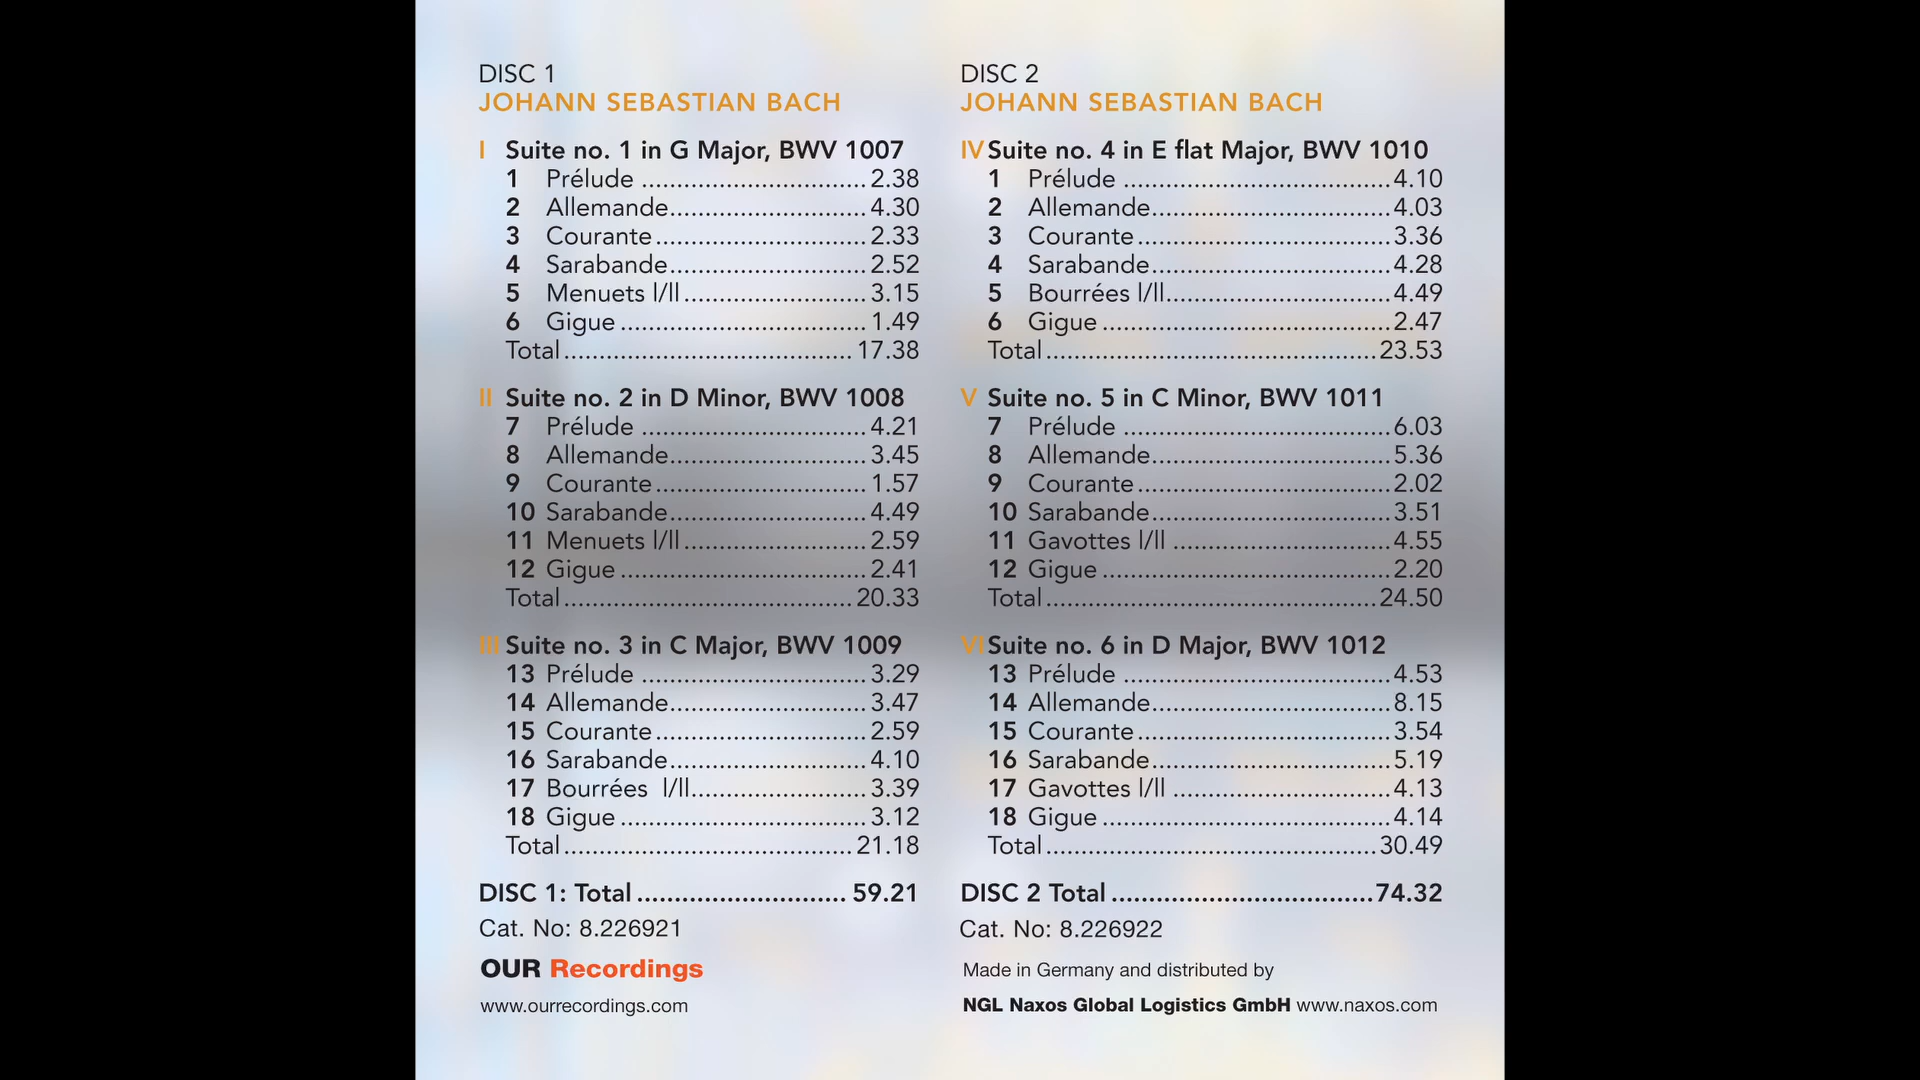 DISC 1
JOHANN SEBASTIAN BACH
I Suite no. 1 in G Major, BWV 1007
1 Prélude ................................ 2.38
2 Allemande............................ 4.30
3 Courante .............................. 2.33
4 Sarabande............................ 2.52
5 Menuets l/ll .......................... 3.15
6 Gigue ................................... 1.49
Total ......................................... 17.38
II Suite no. 2 in D Minor, BWV 1008
7 Prélude ................................ 4.21
8 Allemande............................ 3.45
9 Courante .............................. 1.57
10 Sarabande............................ 4.49
11 Menuets l/ll .......................... 2.59
12 Gigue ................................... 2.41
Total ......................................... 20.33
III Suite no. 3 in C Major, BWV 1009
13 Prélude ................................ 3.29
14 Allemande............................ 3.47
15 Courante .............................. 2.59
16 Sarabande............................ 4.10
17 Bourrées l/ll......................... 3.39
18 Gigue ................................... 3.12
Total ......................................... 21.18
DISC 1: Total ........................... 59.21
Cat. No: 8.226921
OUR Recordings
www.ourrecordings.com
DISC 2
JOHANN SEBASTIAN BACH
IV Suite no. 4 in E flat Major, BWV 1010
1 Prélude ...................................... 4.10
2 Allemande.................................. 4.03
3 Courante .................................... 3.36
4 Sarabande.................................. 4.28
5 Bourrées l/ll................................ 4.49
6 Gigue ......................................... 2.47
Total ............................................... 23.53
V Suite no. 5 in C Minor, BWV 1011
7 Prélude ...................................... 6.03
8 Allemande.................................. 5.36
9 Courante .................................... 2.02
10 Sarabande.................................. 3.51
11 Gavottes l/ll ............................... 4.55
12 Gigue ......................................... 2.20
Total ............................................... 24.50
VI Suite no. 6 in D Major, BWV 1012
13 Prélude ...................................... 4.53
14 Allemande.................................. 8.15
15 Courante .................................... 3.54
16 Sarabande.................................. 5.19
17 Gavottes l/ll ............................... 4.13
18 Gigue ......................................... 4.14
Total ............................................... 30.49
DISC 2 Total .................................. 74.32
Cat. No: 8.226922
Made in Germany and distributed by
NGL Naxos Global Logistics GmbH www.naxos.com